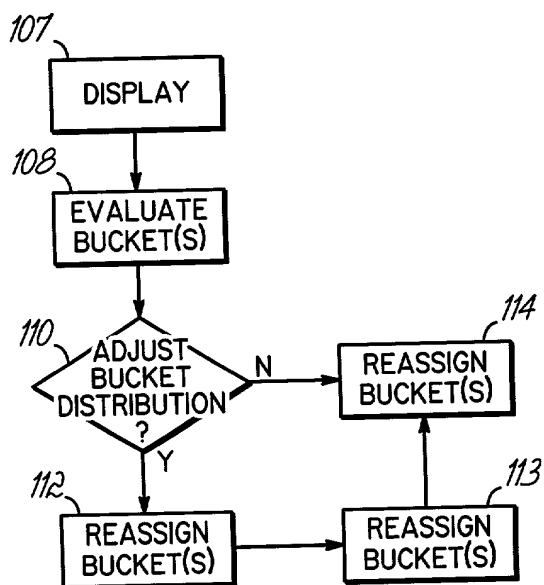 107
DISPLAY
108
EVALUATE
BUCKET(S)
110
ADJUST
BUCKET
DISTRIBUTION
?
N
Y
114
REASSIGN
BUCKET(S)
112
REASSIGN
BUCKET(S)
113
REASSIGN
BUCKET(S)